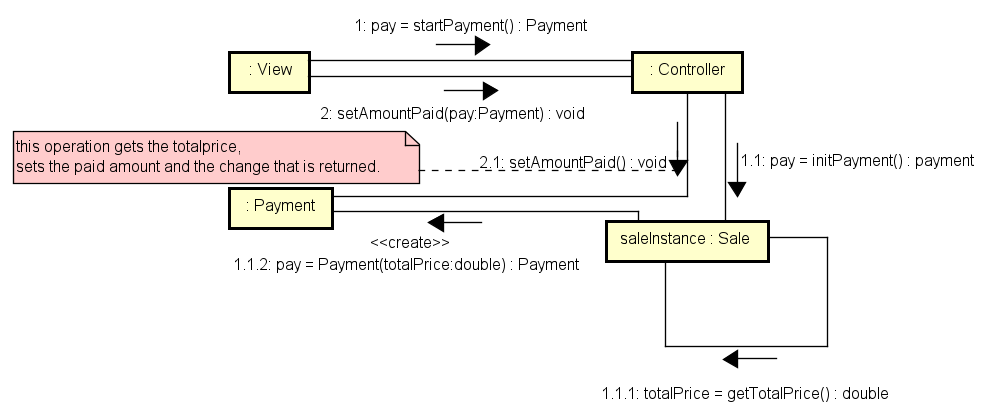 1: pay = startPayment() : Payment
: View
: Controller
2: setAmountPaid(pay:Payment) : void
this operation gets the totalprice,
sets the paid amount and the change that is returned.
2.1: setAmountPaid() : void
1.1: pay = initPayment() : payment
: Payment
saleInstance : Sale
<<create>>
1.1.2: pay = Payment(totalPrice:double) : Payment
1.1.1: totalPrice = getTotalPrice() : double